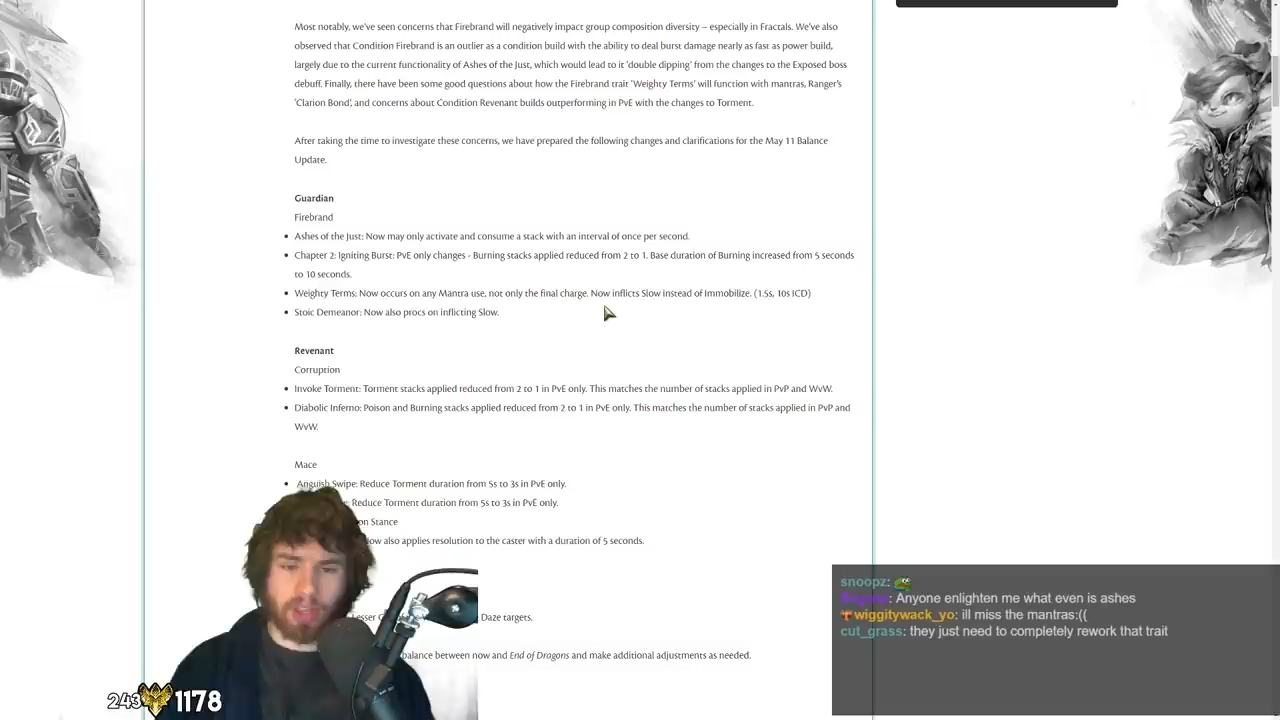 Most notably, we've seen concerns that Firebrand will negatively impact group composition diversity – especially in Fractals. We've also
observed that Condition Firebrand is an outlier as a condition build with the ability to deal burst damage nearly as fast as power build,
largely due to the current functionality of Ashes of the Just, which would lead to it 'double dipping' from the changes to the Exposed boss
debuff. Finally, there have been some good questions about how the Firebrand trait 'Weighty Terms' will function with mantras, Ranger's
'Clarion Bond', and concerns about Condition Revenant builds outperforming in PvE with the changes to Torment.
After taking the time to investigate these concerns, we have prepared the following changes and clarifications for the May 11 Balance
Update.
Guardian
Firebrand
Ashes of the Just: Now may only activate and consume a stack with an interval of once per second.
Chapter 2: Igniting Burst: PvE only changes - Burning stacks applied reduced from 2 to 1. Base duration of Burning increased from 5 seconds
to 10 seconds.
Weighty Terms: Now occurs on any Mantra use, not only the final charge. Now inflicts Slow instead of Immobilize. (1.5s, 10s ICD)
Stoic Demeanor: Now also procs on inflicting Slow.
Revenant
Corruption
Invoke Torment: Torment stacks applied reduced from 2 to 1 in PvE only. This matches the number of stacks applied in PvP and WvW.
Diabolic Inferno: Poison and Burning stacks applied reduced from 2 to 1 in PvE only. This matches the number of stacks applied in PvP and
WvW.
Mace
Anguish Swipe: Reduce Torment duration from 5s to 3s in PvE only.
Reduce Torment duration from 5s to 3s in PvE only.
on Stance
Now also applies resolution to the caster with a duration of 5 seconds.
Lesser Daze targets.
balance between now and End of Dragons and make additional adjustments as needed.
snoopz:
Anyone enlighten me what even is ashes
wiggitywack_yo: ill miss the mantras:((
cut_grass: they just need to completely rework that trait
243 1178